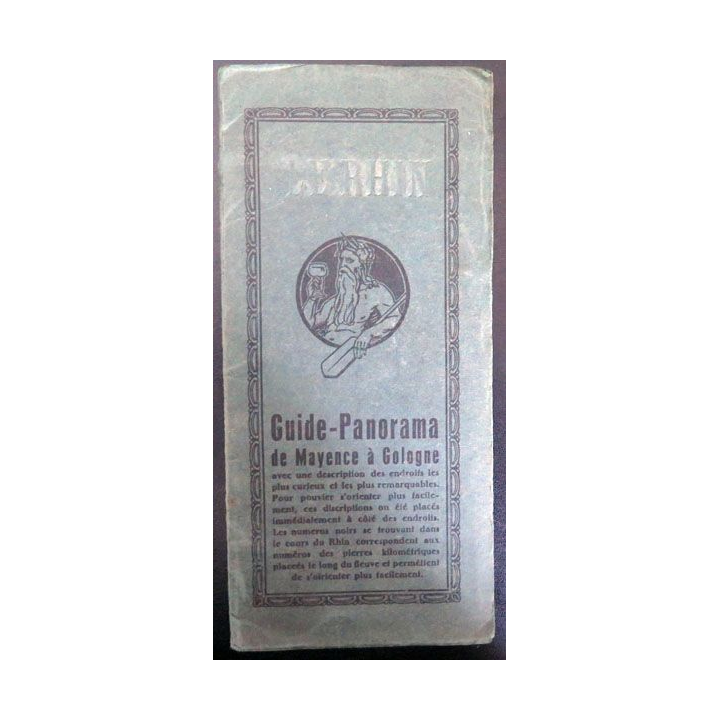 LE RHIN
Guide-Panorama
de Mayence à Cologne
avec une description des endroits les
plus curieux et les plus remarquables.
Pour pouvier s'orienter plus facile-
ment, ces discriptions on été placés
immédialement à côté des endroits.
Les numeros noirs se trouvant dans
le cours du Rhin correspondent aux
numéros des pierres kilométriques
placeés le long du fleuve et permétient
de s'oirienter plus facilement.